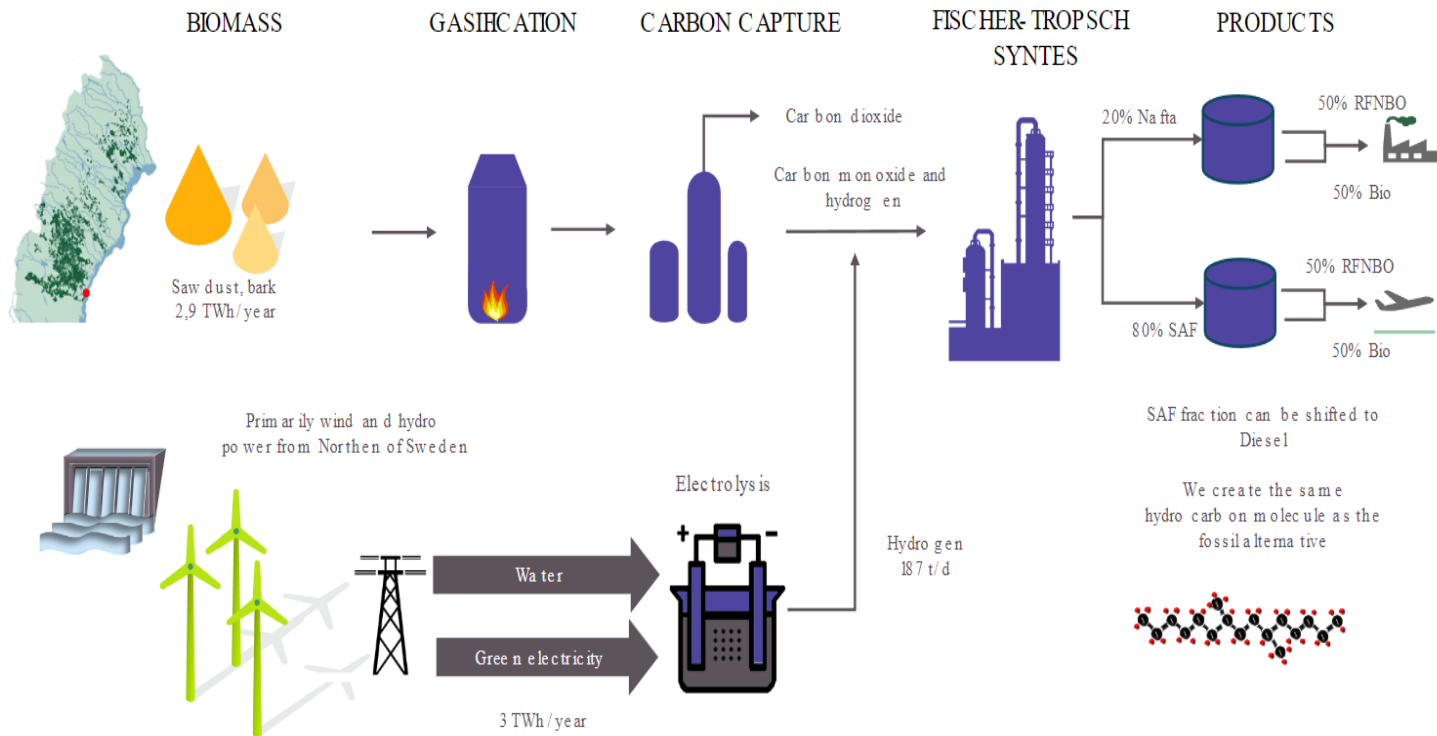 BIOMASS
GASIFICATION
CARBON CAPTURE
FISCHER-TROPSCH
SYNTES
PRODUCTS
Saw dust, bark
2,9 TWh/year
Carbon dioxide
Carbon monoxide and
hydrogen
20% Nafta
50% RFNBO
50% Bio
80% SAF
50% RFNBO
50% Bio
Primarily wind and hydro
power from Northen of Sweden
Water
Green electricity
3 TWh/year
Electrolysis
+ −
Hydrogen
187 t/d
SAF fraction can be shifted to
Diesel
We create the same
hydrocarbon molecule as the
fossil alternative